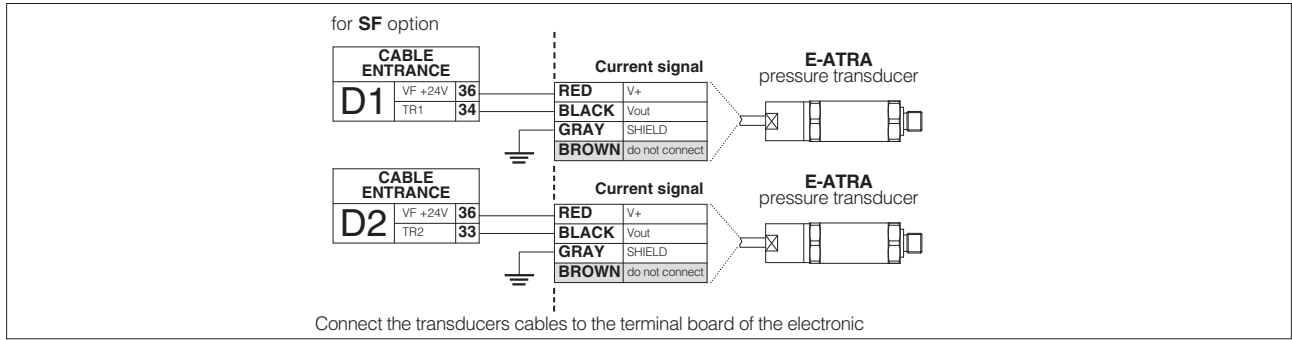 for SF option
CABLE ENTRANCE
Current signal
E-ATRA
pressure transducer
D1
VF +24V 36
TR1 34
RED V+
BLACK Vout
GRAY SHIELD
BROWN do not connect
CABLE ENTRANCE
Current signal
E-ATRA
pressure transducer
D2
VF +24V 36
TR2 33
RED V+
BLACK Vout
GRAY SHIELD
BROWN do not connect
Connect the transducers cables to the terminal board of the electronic